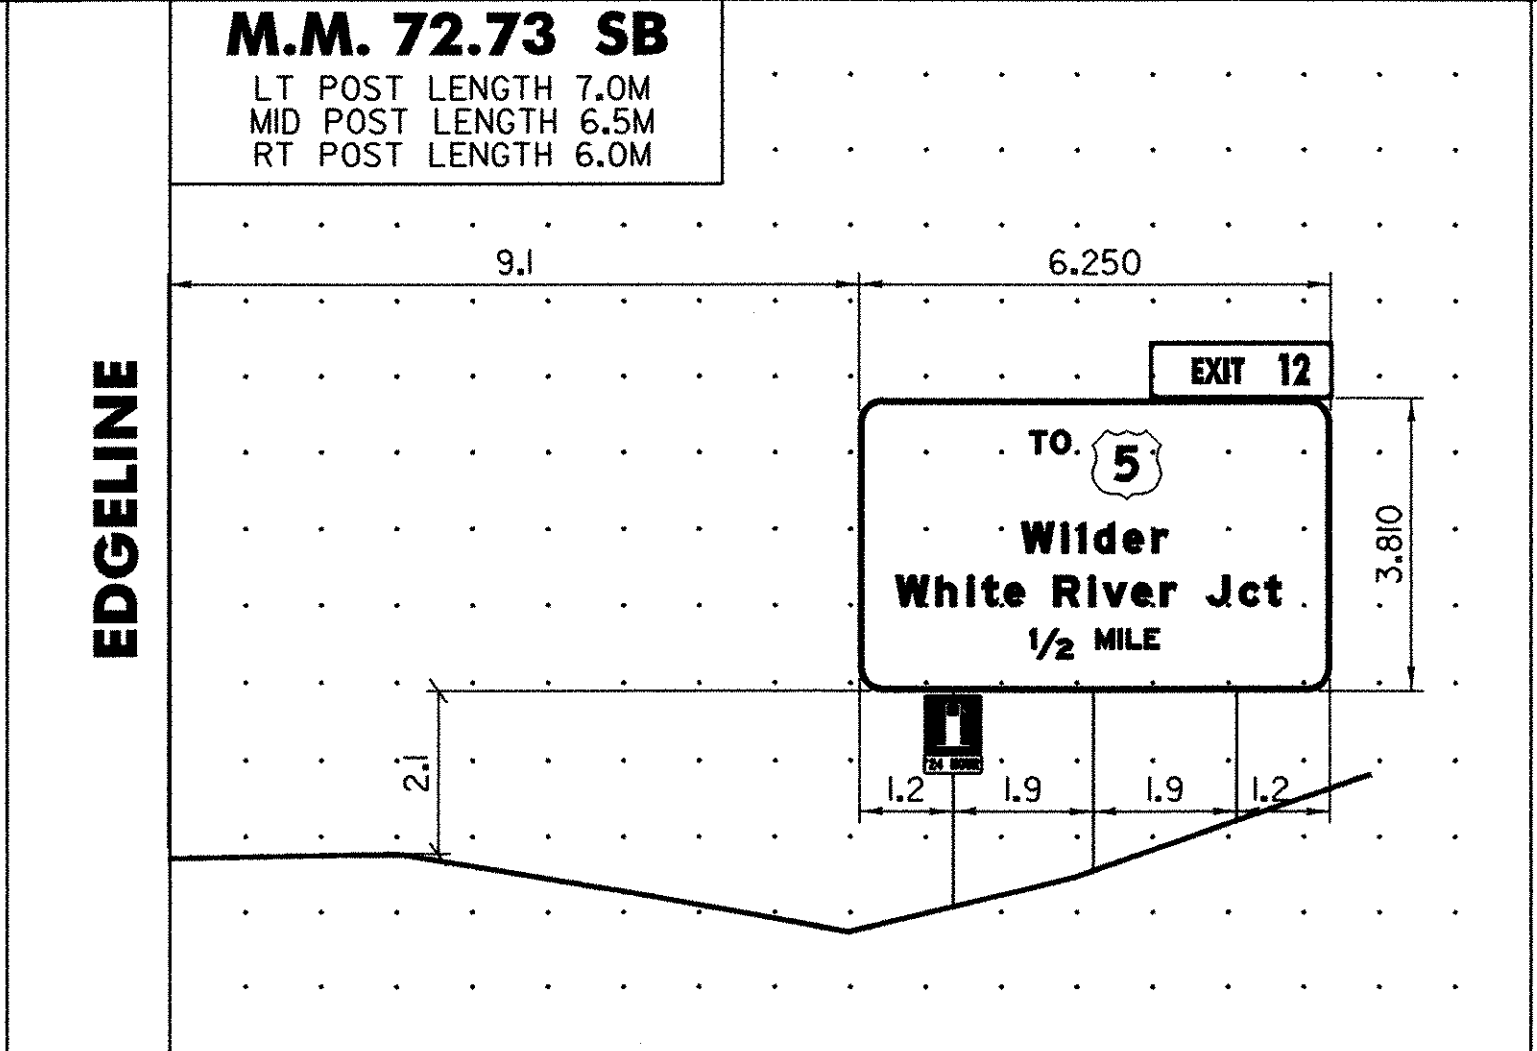 M.M. 72.73 SB
LT POST LENGTH 7.0M
MID POST LENGTH 6.5M
RT POST LENGTH 6.0M
EDGELINE
9.1
6.250
EXIT 12
TO 5
Wilder
White River Jct
1/2 MILE
3.810
2.1
24 HOUR
1.2
1.9
1.9
1.2